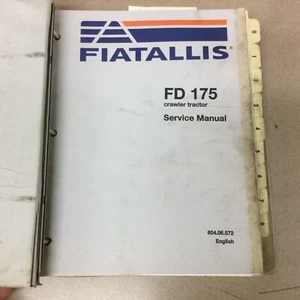 FIATALLIS
FD 175
crawler tractor
Service Manual
604.06.572
English